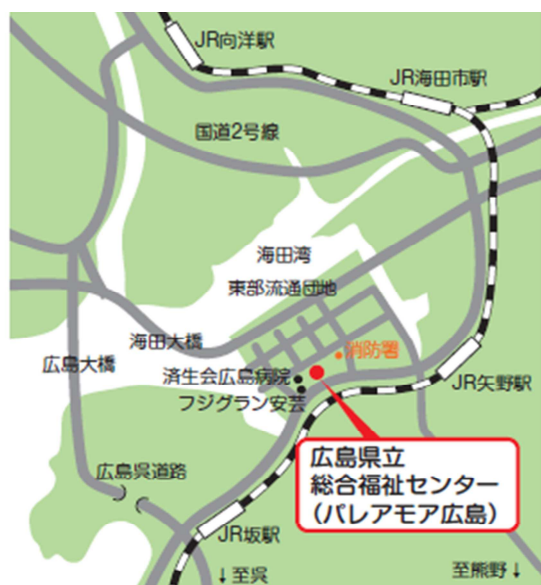 JR向洋駅
JR海田市駅
国道2号線
海田湾
東部流通団地
海田大橋
消防署
広島大橋
済生会広島病院
フジグラン安芸
JR矢野駅
広島県立
総合福祉センター
（パレアモア広島）
広島呉道路
JR坂駅
↓至呉
至熊野↓